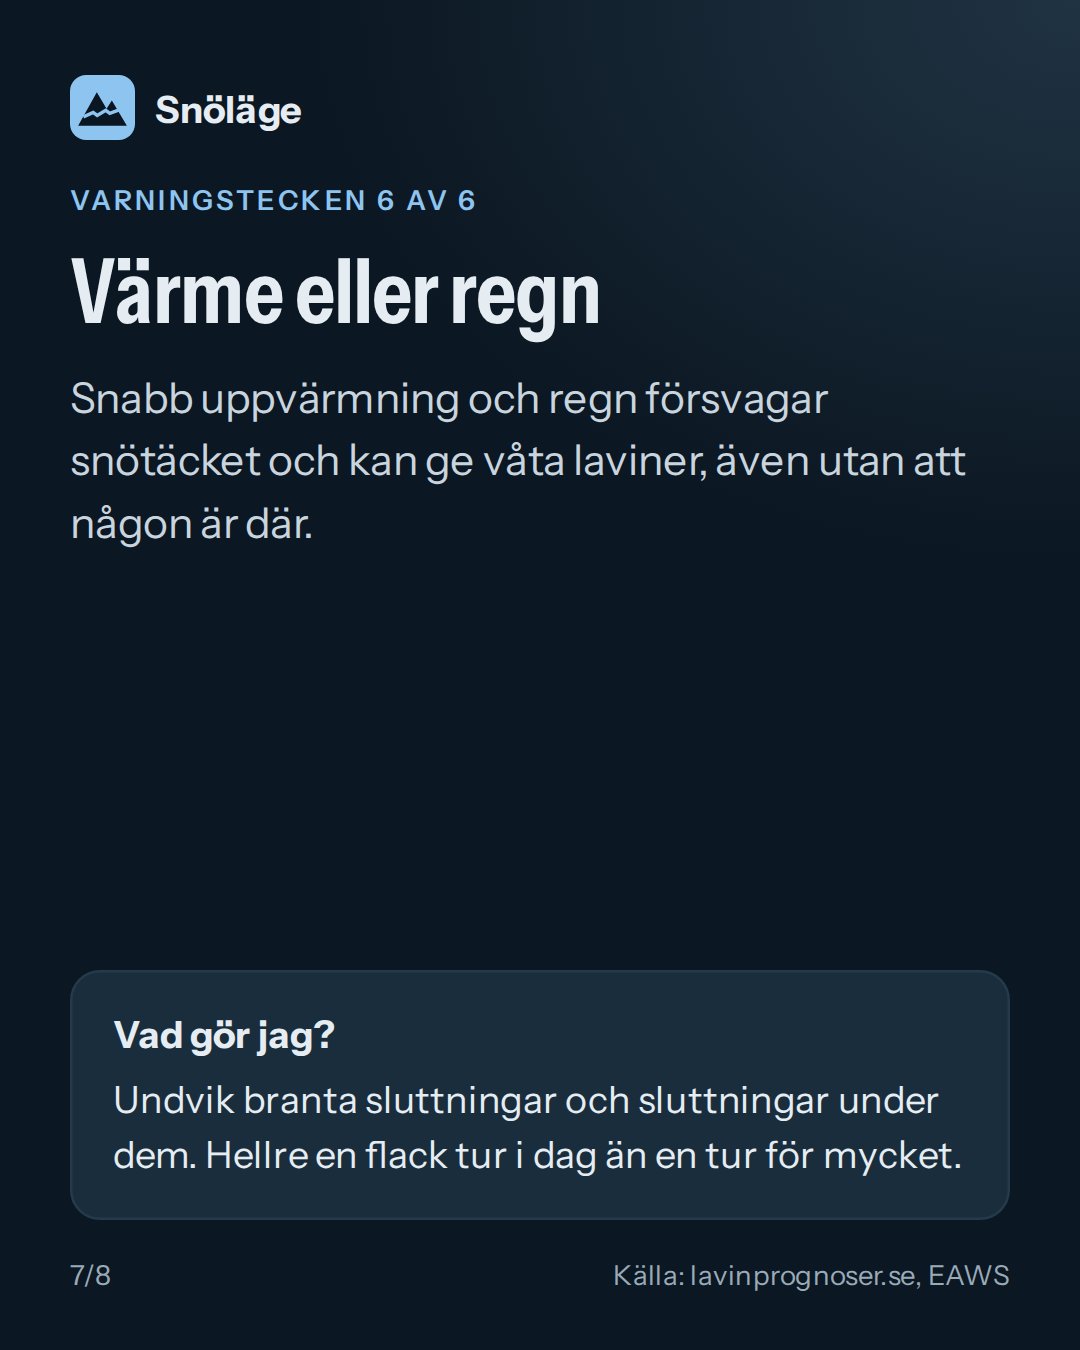 Snöläge
VARNINGSTECKEN 6 AV 6
Värme eller regn
Snabb uppvärmning och regn försvagar
snötäcket och kan ge våta laviner, även utan att
någon är där.
Vad gör jag?
Undvik branta sluttningar och sluttningar under
dem. Hellre en flack tur i dag än en tur för mycket.
7/8
Källa: lavinprognoser.se, EAWS